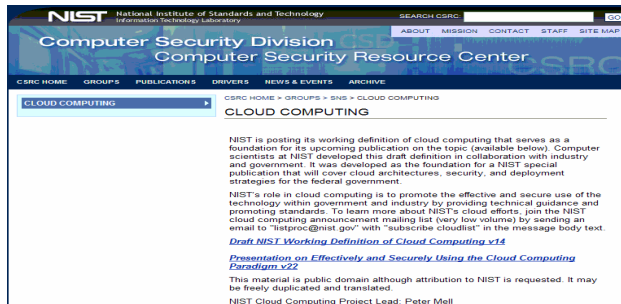 NIST National Institute of Standards and Technology
Information Technology Laboratory
SEARCH CSRC:
GO
ABOUT MISSION CONTACT STAFF SITE MAP
Computer Security Division
Computer Security Resource Center
CSRC
CSRC HOME GROUPS PUBLICATIONS DRIVERS NEWS & EVENTS ARCHIVE
CLOUD COMPUTING
CSRC HOME > GROUPS > SNS > CLOUD COMPUTING
CLOUD COMPUTING
NIST is posting its working definition of cloud computing that serves as a
foundation for its upcoming publication on the topic (available below). Computer
scientists at NIST developed this draft definition in collaboration with industry
and government. It was developed as the foundation for a NIST special
publication that will cover cloud architectures, security, and deployment
strategies for the federal government.
NIST's role in cloud computing is to promote the effective and secure use of the
technology within government and industry by providing technical guidance and
promoting standards. To learn more about NIST's cloud efforts, join the NIST
cloud computing announcement mailing list (very low volume) by sending an
email to "listproc@nist.gov" with "subscribe cloudlist" in the message body text.
Draft NIST Working Definition of Cloud Computing v14
Presentation on Effectively and Securely Using the Cloud Computing
Paradigm v22
This material is public domain although attribution to NIST is requested. It may
be freely duplicated and translated.
NIST Cloud Computing Project Lead: Peter Mell